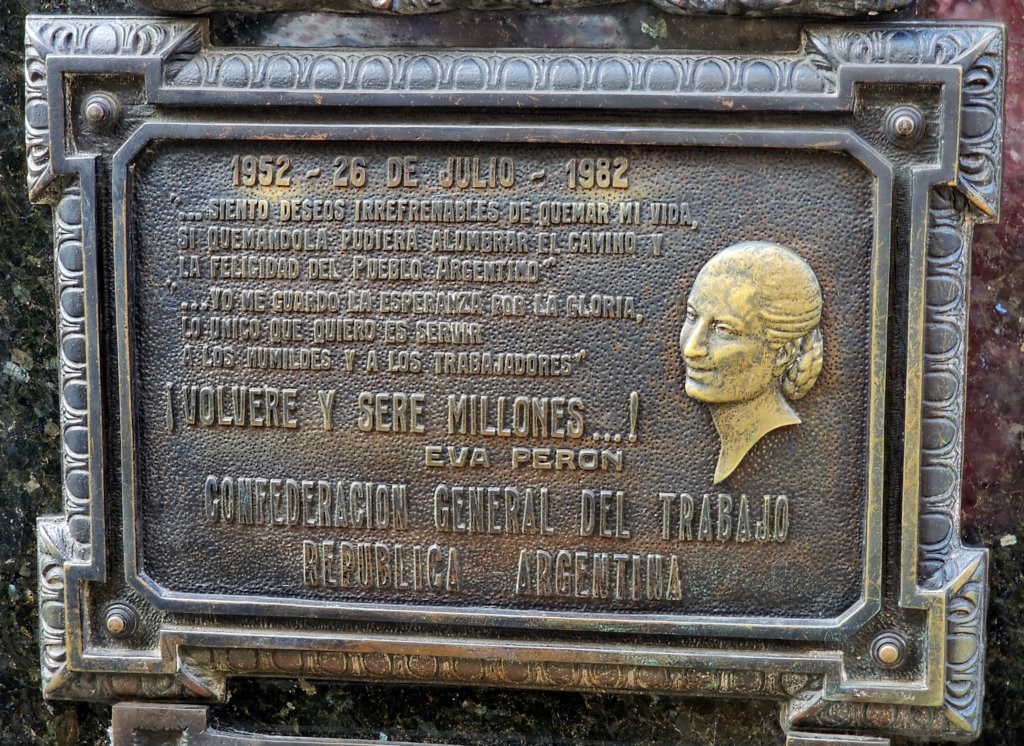 1952 - 26 DE JULIO - 1982
"...SIENTO DESEOS IRREFRENABLES DE QUEMAR MI VIDA,
SI QUEMANDOLA PUDIERA ALUMBRAR EL CAMINO Y
LA FELICIDAD DEL PUEBLO ARGENTINO"
"...YO ME GUARDO LA ESPERANZA POR LA GLORIA,
LO UNICO QUE QUIERO ES SERVIR
A LOS HUMILDES Y A LOS TRABAJADORES"
¡VOLVERE Y SERE MILLONES...!
EVA PERON
CONFEDERACION GENERAL DEL TRABAJO
REPUBLICA ARGENTINA